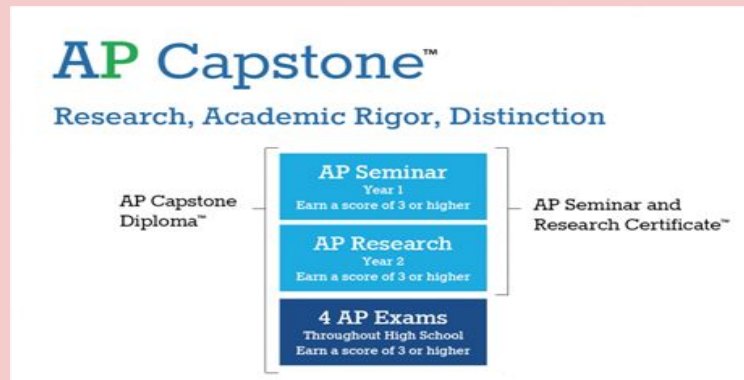 AP Capstone™
Research, Academic Rigor, Distinction
AP Capstone
Diploma™
AP Seminar
Year 1
Earn a score of 3 or higher
AP Research
Year 2
Earn a score of 3 or higher
4 AP Exams
Throughout High School
Earn a score of 3 or higher
AP Seminar and
Research Certificate™